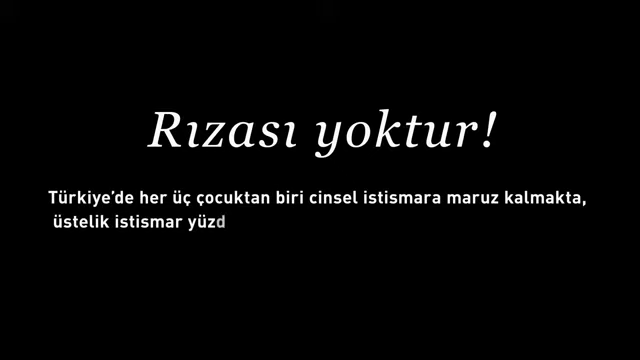 Rızası yoktur!
Türkiye'de her üç çocuktan biri cinsel istismara maruz kalmakta,
üstelik istismar yüzd